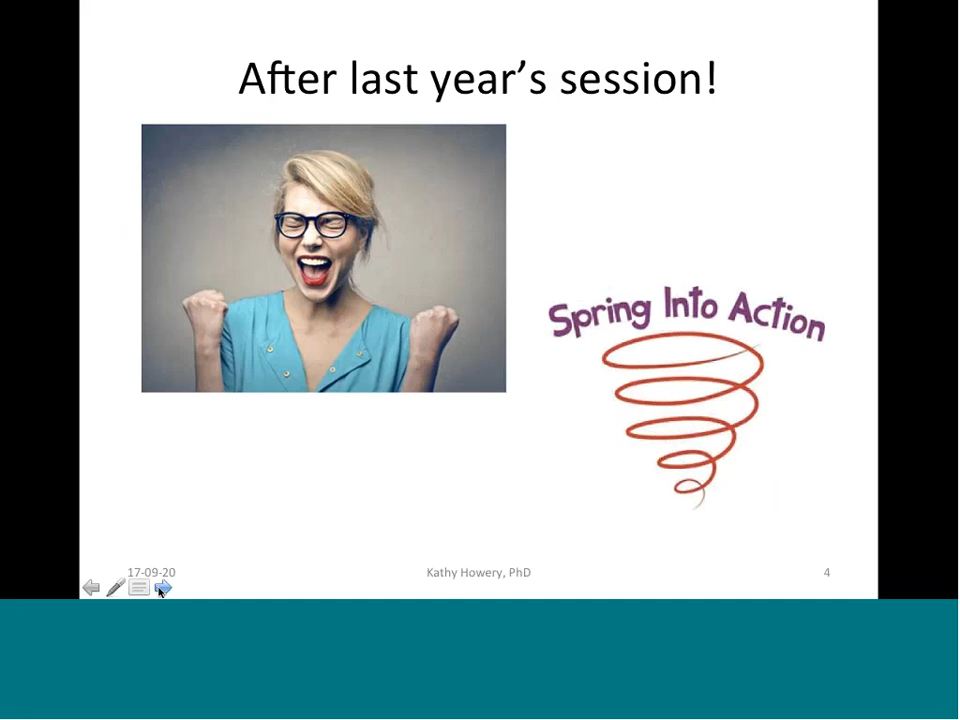 After last year’s session!
Spring Into Action
17-09-20
Kathy Howery, PhD
4